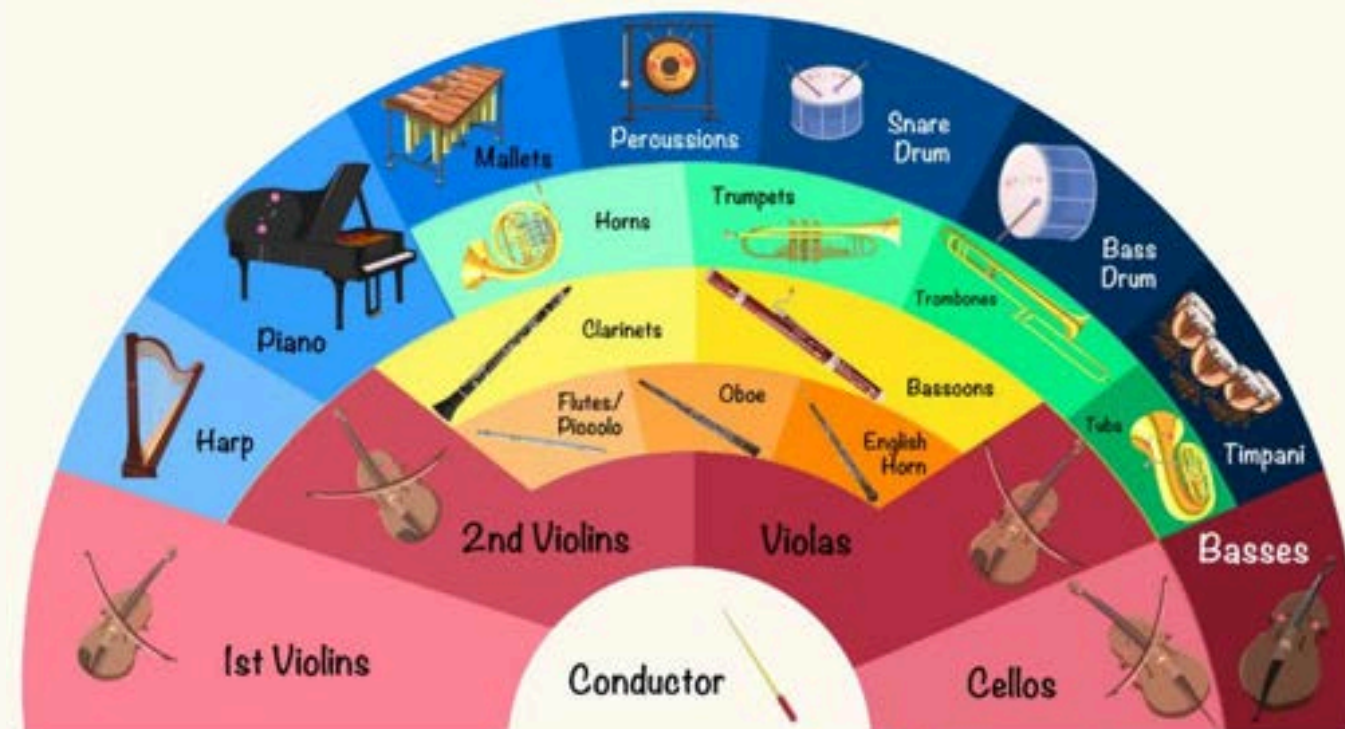 Percussions
Mallets
Snare
Drum
Piano
Horns
Trumpets
Bass
Drum
Harp
Clarinets
Trombones
Bassoons
Flutes/
Piccolo
Oboe
English
Horn
Tuba
Timpani
2nd Violins
Violas
Basses
1st Violins
Conductor
Cellos